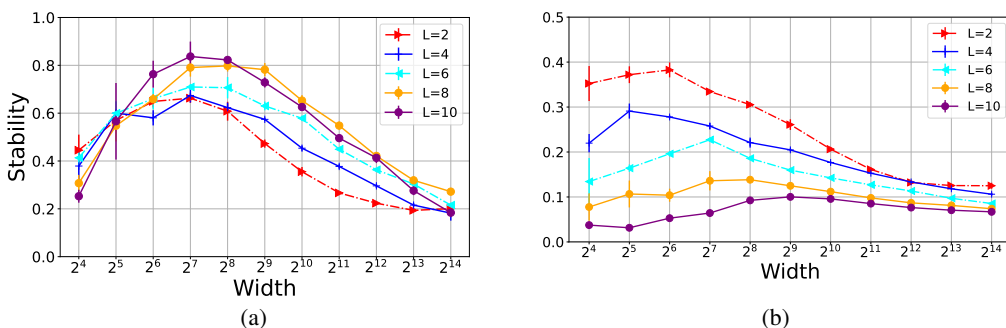 1.0
0.8
0.6
0.4
0.2
0.0
Stability
2^4 2^5 2^6 2^7 2^8 2^9 2^10 2^11 2^12 2^13 2^14
Width
L=2
L=4
L=6
L=8
L=10
(a)
0.5
0.4
0.3
0.2
0.1
0.0
2^4 2^5 2^6 2^7 2^8 2^9 2^10 2^11 2^12 2^13 2^14
Width
L=2
L=4
L=6
L=8
L=10
(b)